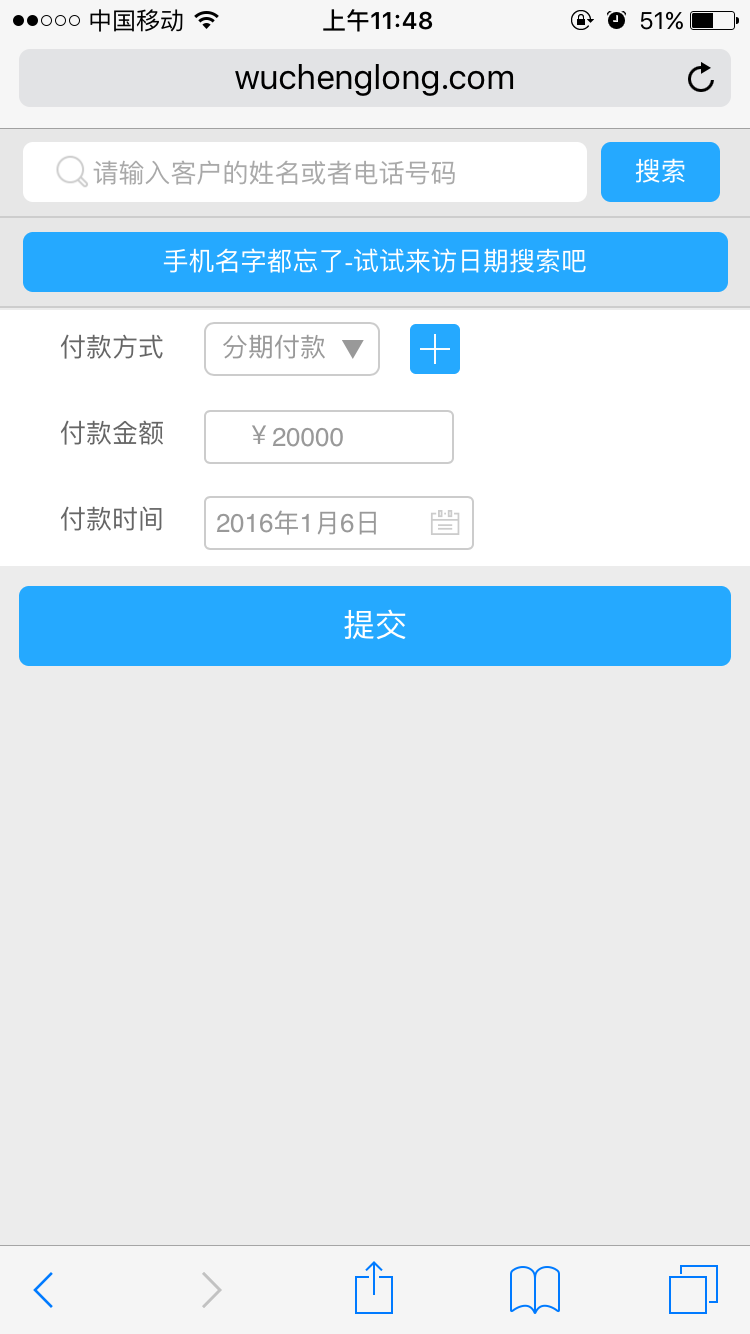 中国移动 上午11:48 51%
wuchenglong.com
请输入客户的姓名或者电话号码 搜索
手机名字都忘了-试试来访日期搜索吧
付款方式 分期付款
付款金额 ¥20000
付款时间 2016年1月6日
提交